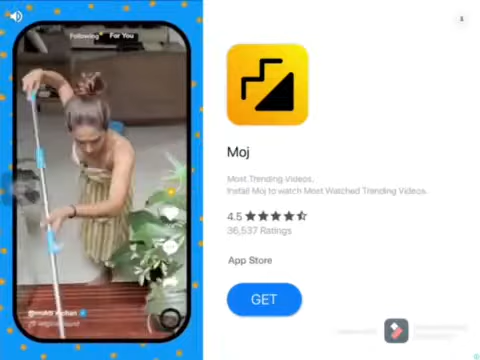 Following
For You
Moj
Most Trending Videos.
Install Moj to watch Most Watched Trending Videos.
4.5
36,537 Ratings
App Store
GET